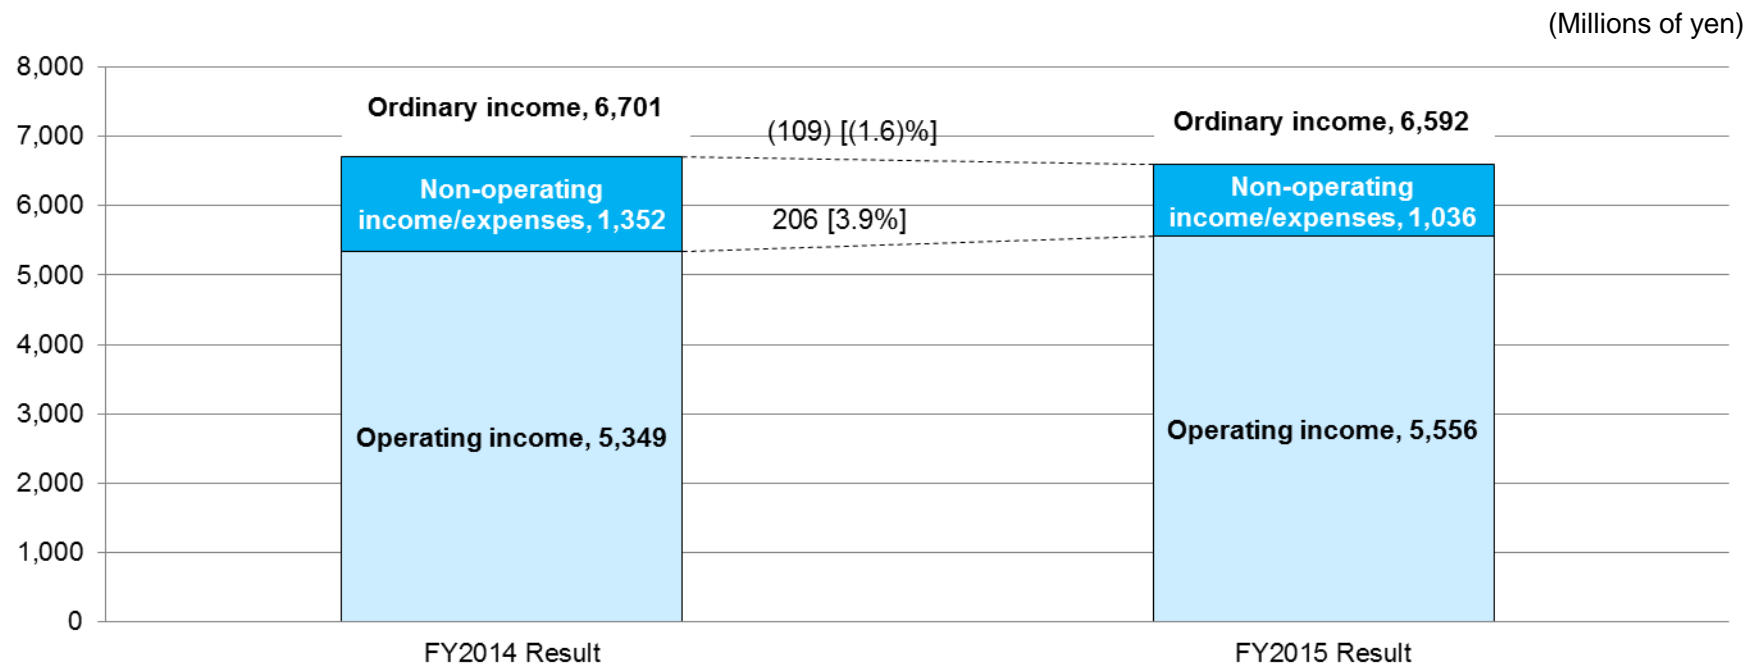 (Millions of yen)
8,000
7,000
6,000
5,000
4,000
3,000
2,000
1,000
0
Ordinary income, 6,701
(109) [(1.6)%]
Ordinary income, 6,592
Non-operating
income/expenses, 1,352
206 [3.9%]
Non-operating
income/expenses, 1,036
Operating income, 5,349
Operating income, 5,556
FY2014 Result
FY2015 Result